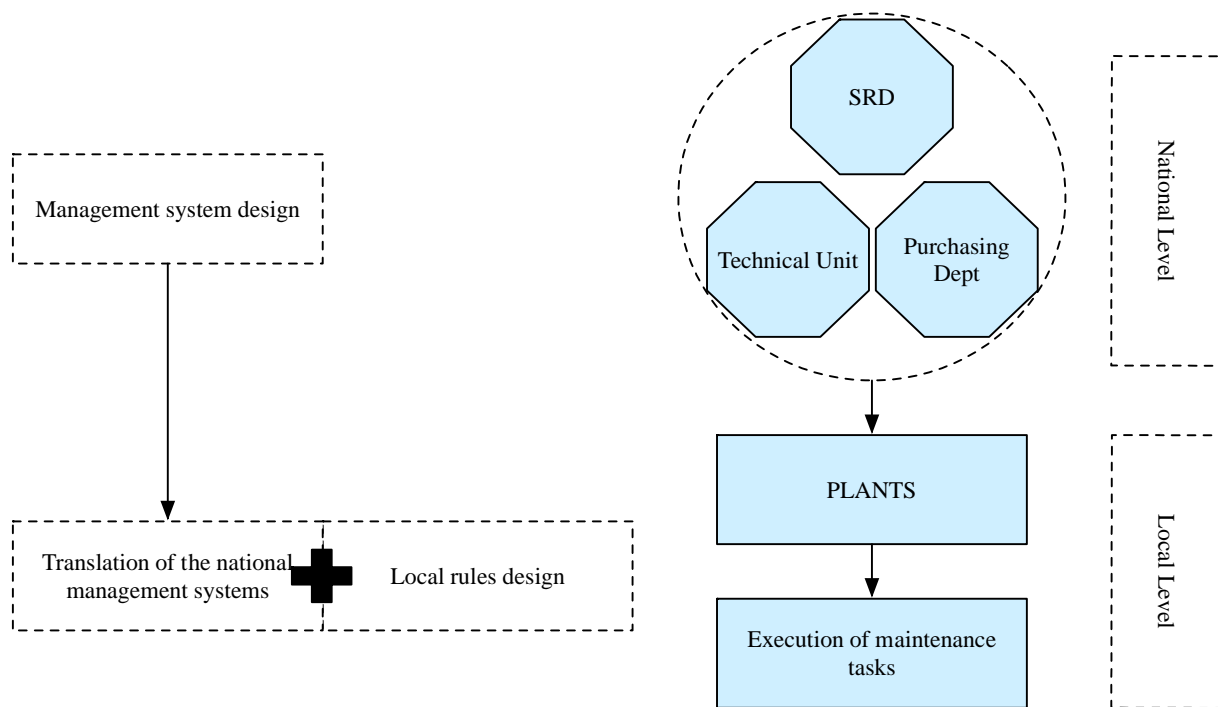 SRD
National Level
Management system design
Technical Unit
Purchasing
Dept
PLANTS
Local Level
Translation of the national
management systems
Local rules design
Execution of maintenance
tasks